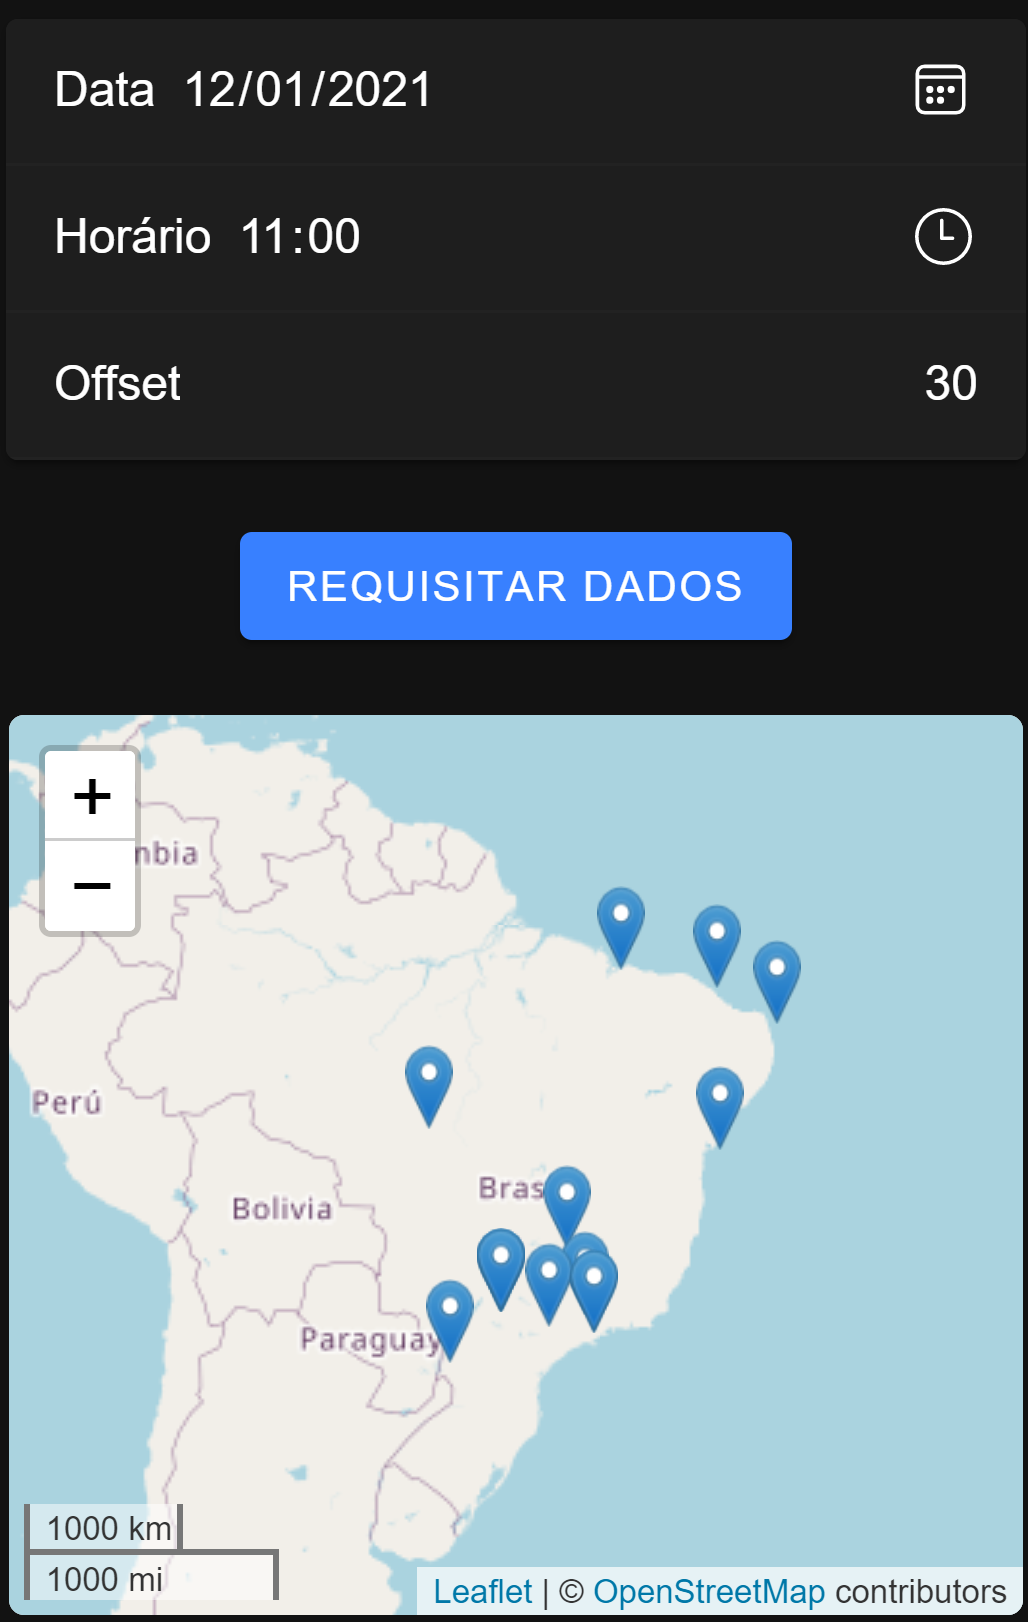 Data 12/01/2021
Horário 11:00
Offset 30
REQUISITAR DADOS
+
−
mbia
Perú
Bras
Bolivia
Paraguay
1000 km
1000 mi
Leaflet | © OpenStreetMap contributors